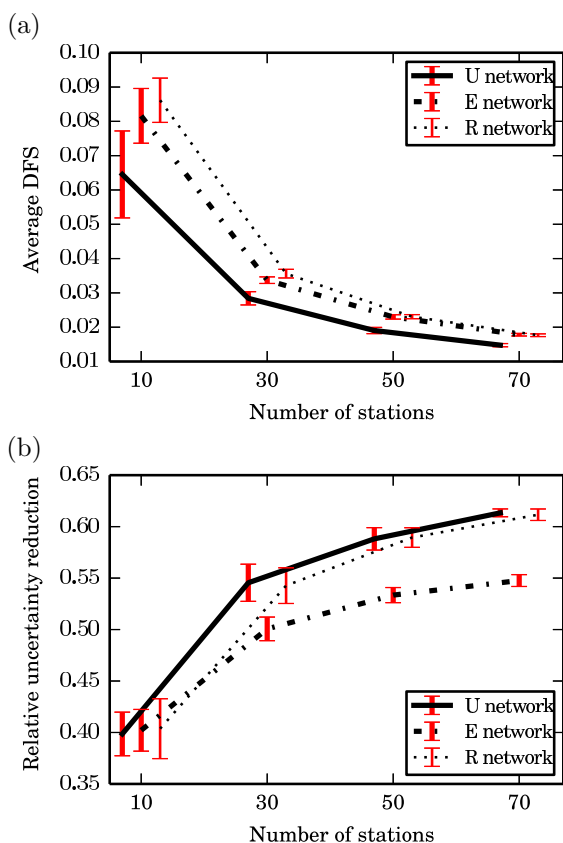 (a)
0.10
0.09
0.08
0.07
0.06
0.05
0.04
0.03
0.02
0.01
Average DFS
U network
E network
R network
10 30 50 70
Number of stations
(b)
0.65
0.60
0.55
0.50
0.45
0.40
0.35
Relative uncertainty reduction
U network
E network
R network
10 30 50 70
Number of stations